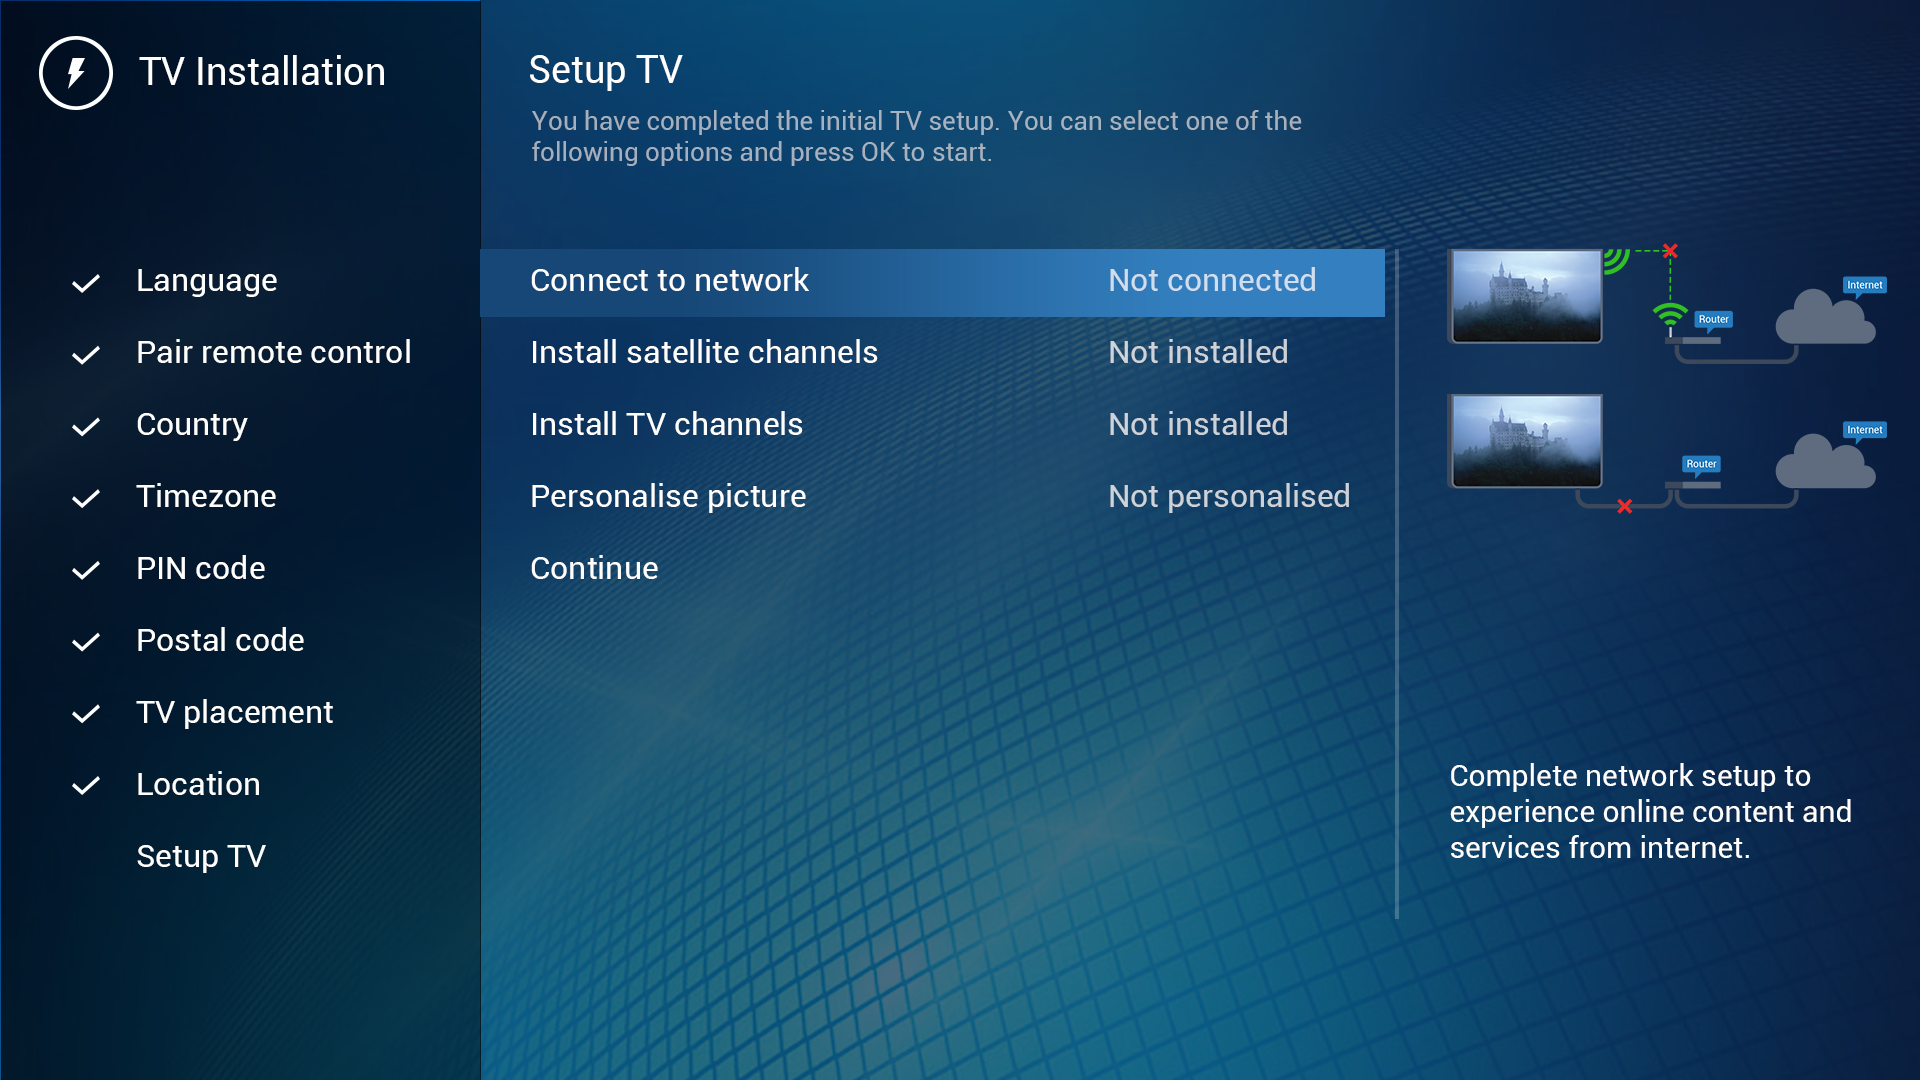 TV Installation
Language
Pair remote control
Country
Timezone
PIN code
Postal code
TV placement
Location
Setup TV
Setup TV
You have completed the initial TV setup. You can select one of the
following options and press OK to start.
Connect to network Not connected
Install satellite channels Not installed
Install TV channels Not installed
Personalise picture Not personalised
Continue
Internet
Router
Internet
Router
Complete network setup to
experience online content and
services from internet.